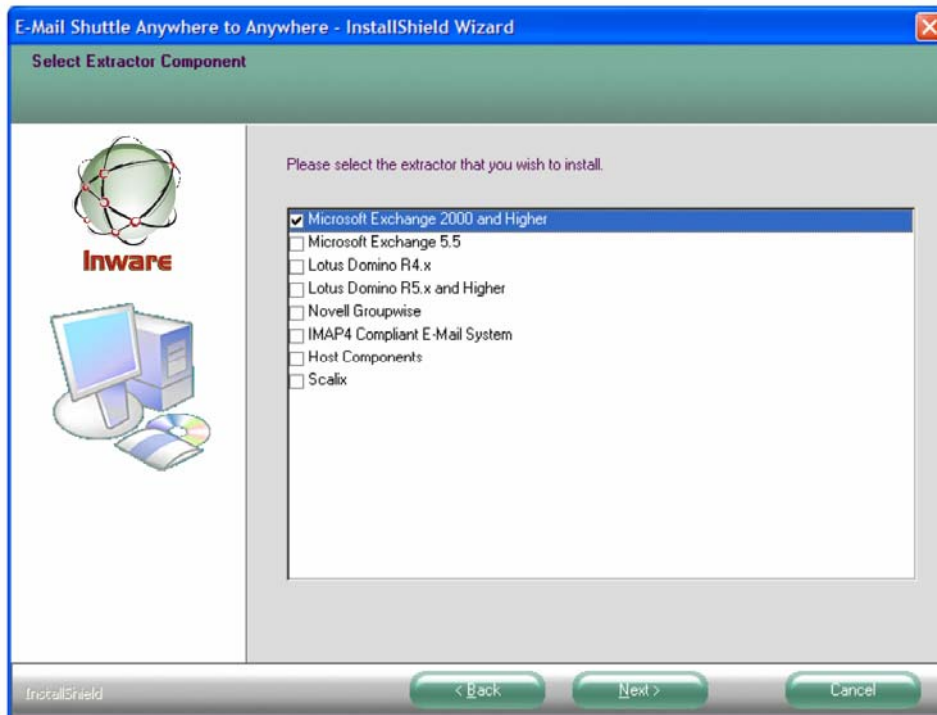 E-Mail Shuttle Anywhere to Anywhere - InstallShield Wizard
Select Extractor Component
Please select the extractor that you wish to install.
Microsoft Exchange 2000 and Higher
Microsoft Exchange 5.5
Lotus Domino R4.x
Lotus Domino R5.x and Higher
Novell Groupwise
IMAP4 Compliant E-Mail System
Host Components
Scalix
Inware
InstallShield
< Back
Next >
Cancel